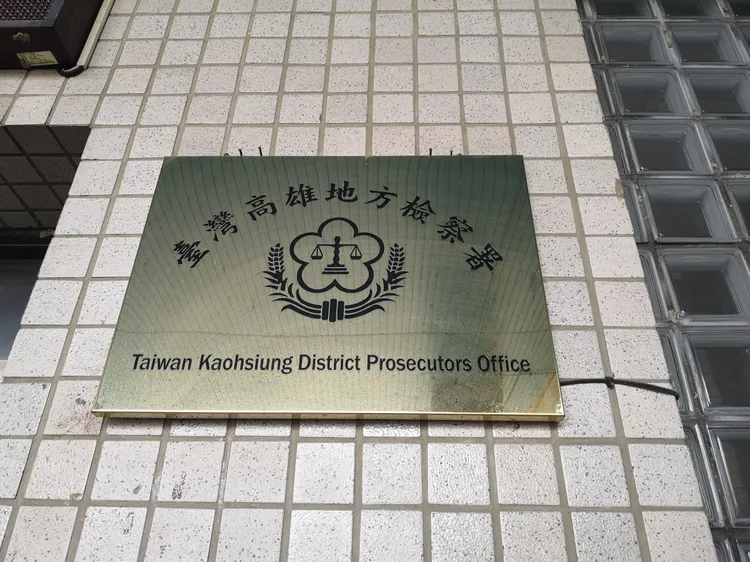 臺灣高雄地方檢察署
Taiwan Kaohsiung District Prosecutors Office